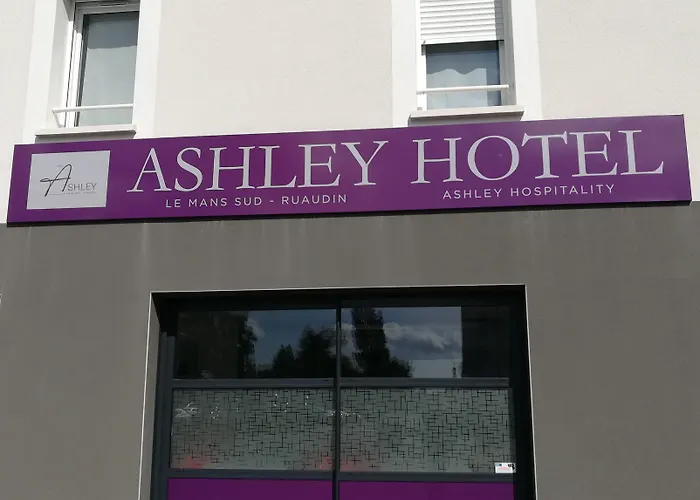 ASHLEY
ASHLEY HOTEL
LE MANS SUD - RUAUDIN
ASHLEY HOSPITALITY